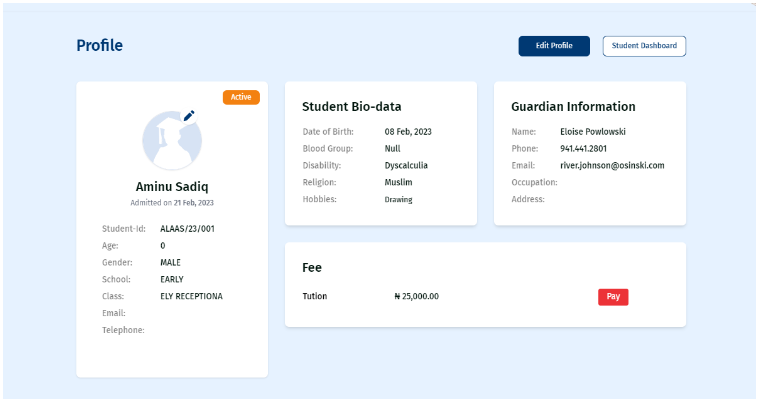 Profile
Edit Profile
Student Dashboard
Active
Aminu Sadiq
Admitted on 21 Feb, 2023
Student-Id: ALAAS/23/001
Age: 0
Gender: MALE
School: EARLY
Class: ELY RECEPTIONA
Email:
Telephone:
Student Bio-data
Date of Birth: 08 Feb, 2023
Blood Group: Null
Disability: Dyscalculia
Religion: Muslim
Hobbies: Drawing
Guardian Information
Name: Eloise Powlowski
Phone: 941.441.2801
Email: river.johnson@osinski.com
Occupation:
Address:
Fee
Tution ₦ 25,000.00 Pay